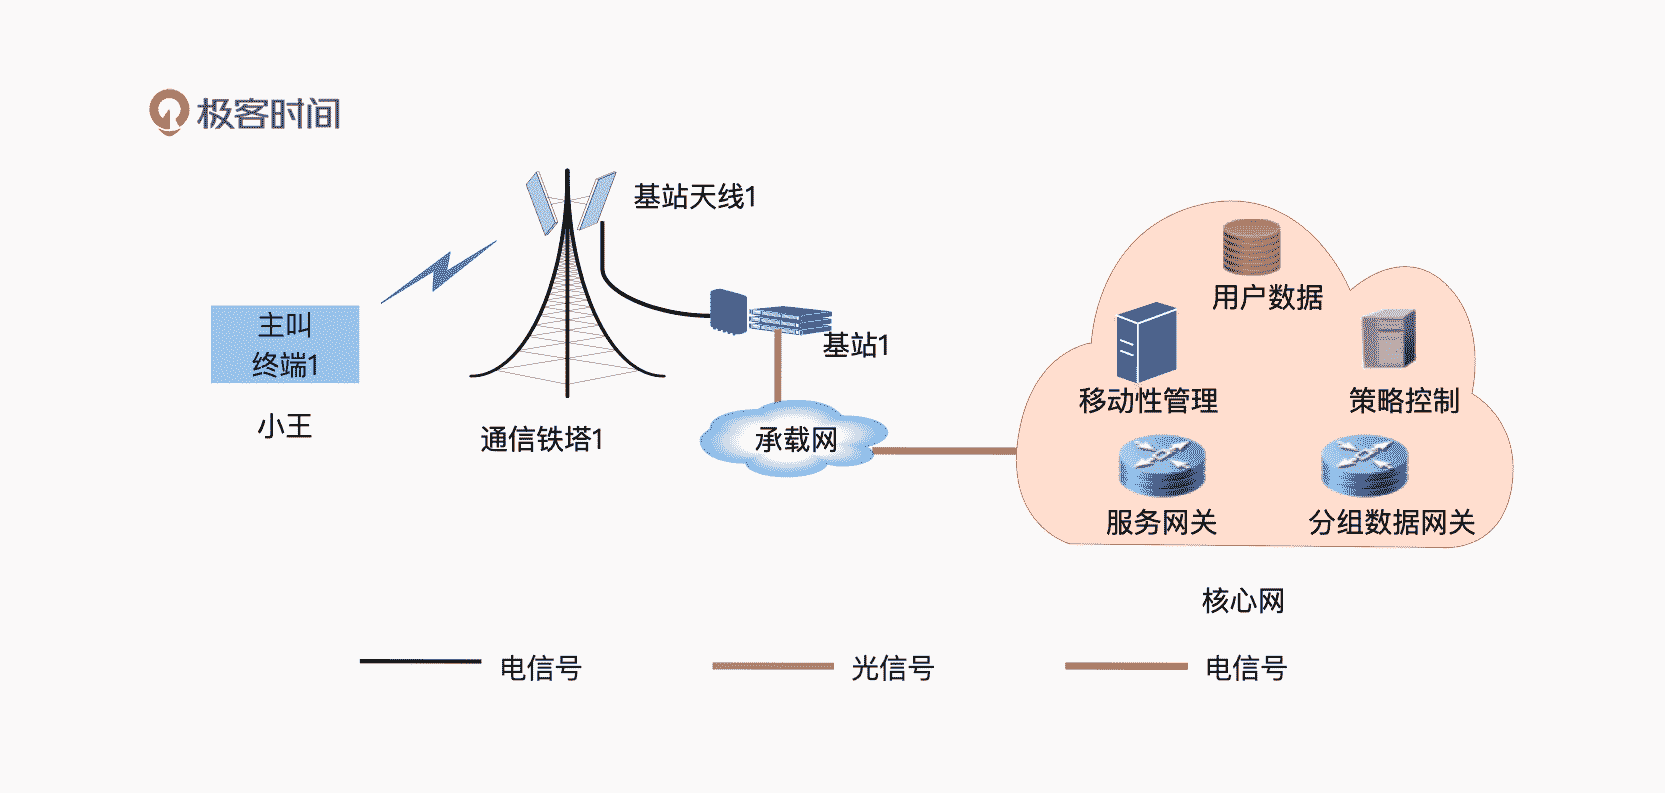 极客时间
基站天线1
主叫
终端1
小王
通信铁塔1
基站1
承载网
用户数据
移动性管理
策略控制
服务网关
分组数据网关
核心网
电信号
光信号
电信号